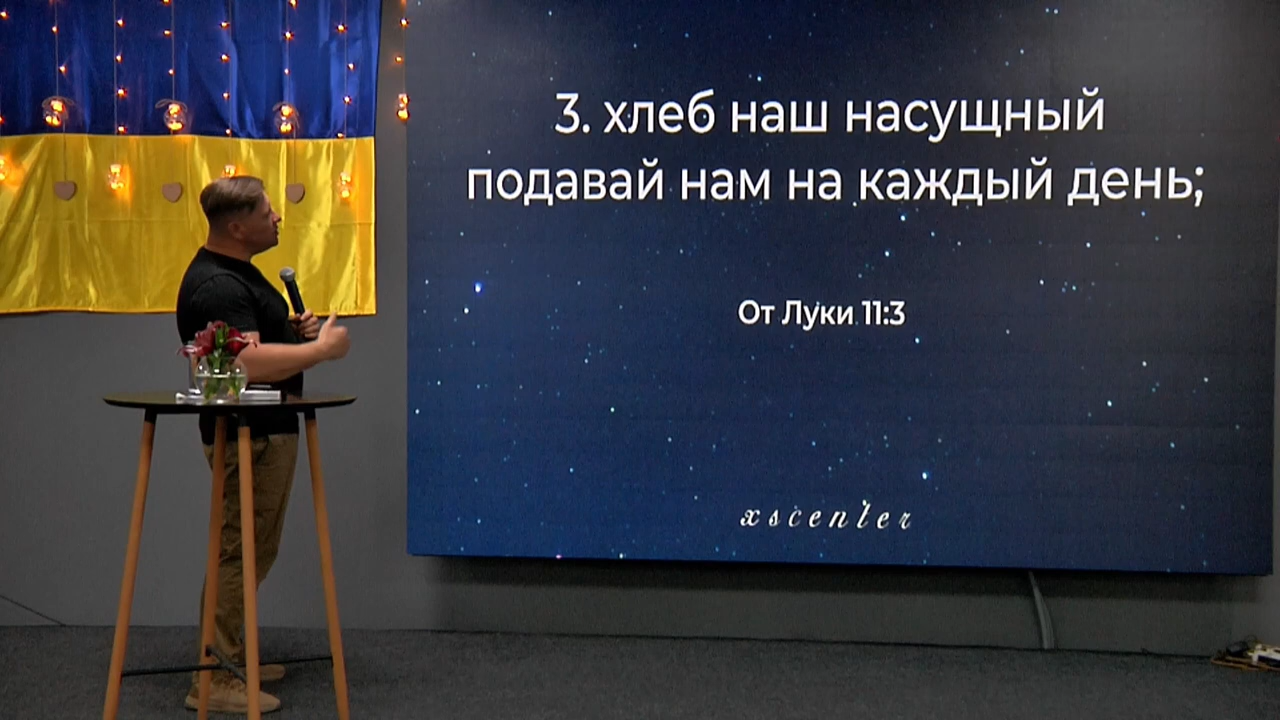 3. хлеб наш насущный
подавай нам на каждый день;
От Луки 11:3
xscenter